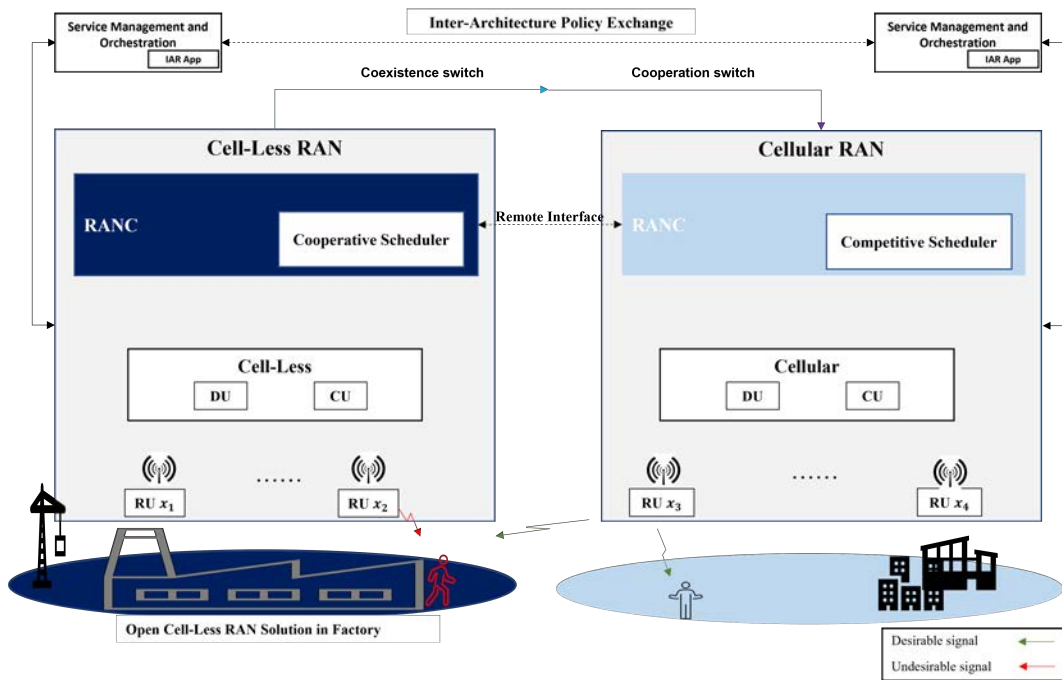 Inter-Architecture Policy Exchange
Service Management and
Orchestration
IAR App
Service Management and
Orchestration
IAR App
Coexistence switch
Cooperation switch
Cell-Less RAN
RANC
Cooperative Scheduler
Remote Interface
Cellular RAN
RANC
Competitive Scheduler
Cell-Less
DU
CU
Cellular
DU
CU
......
RU x₁
RU x₂
......
RU x₃
RU x₄
Open Cell-Less RAN Solution in Factory
Desirable signal
Undesirable signal